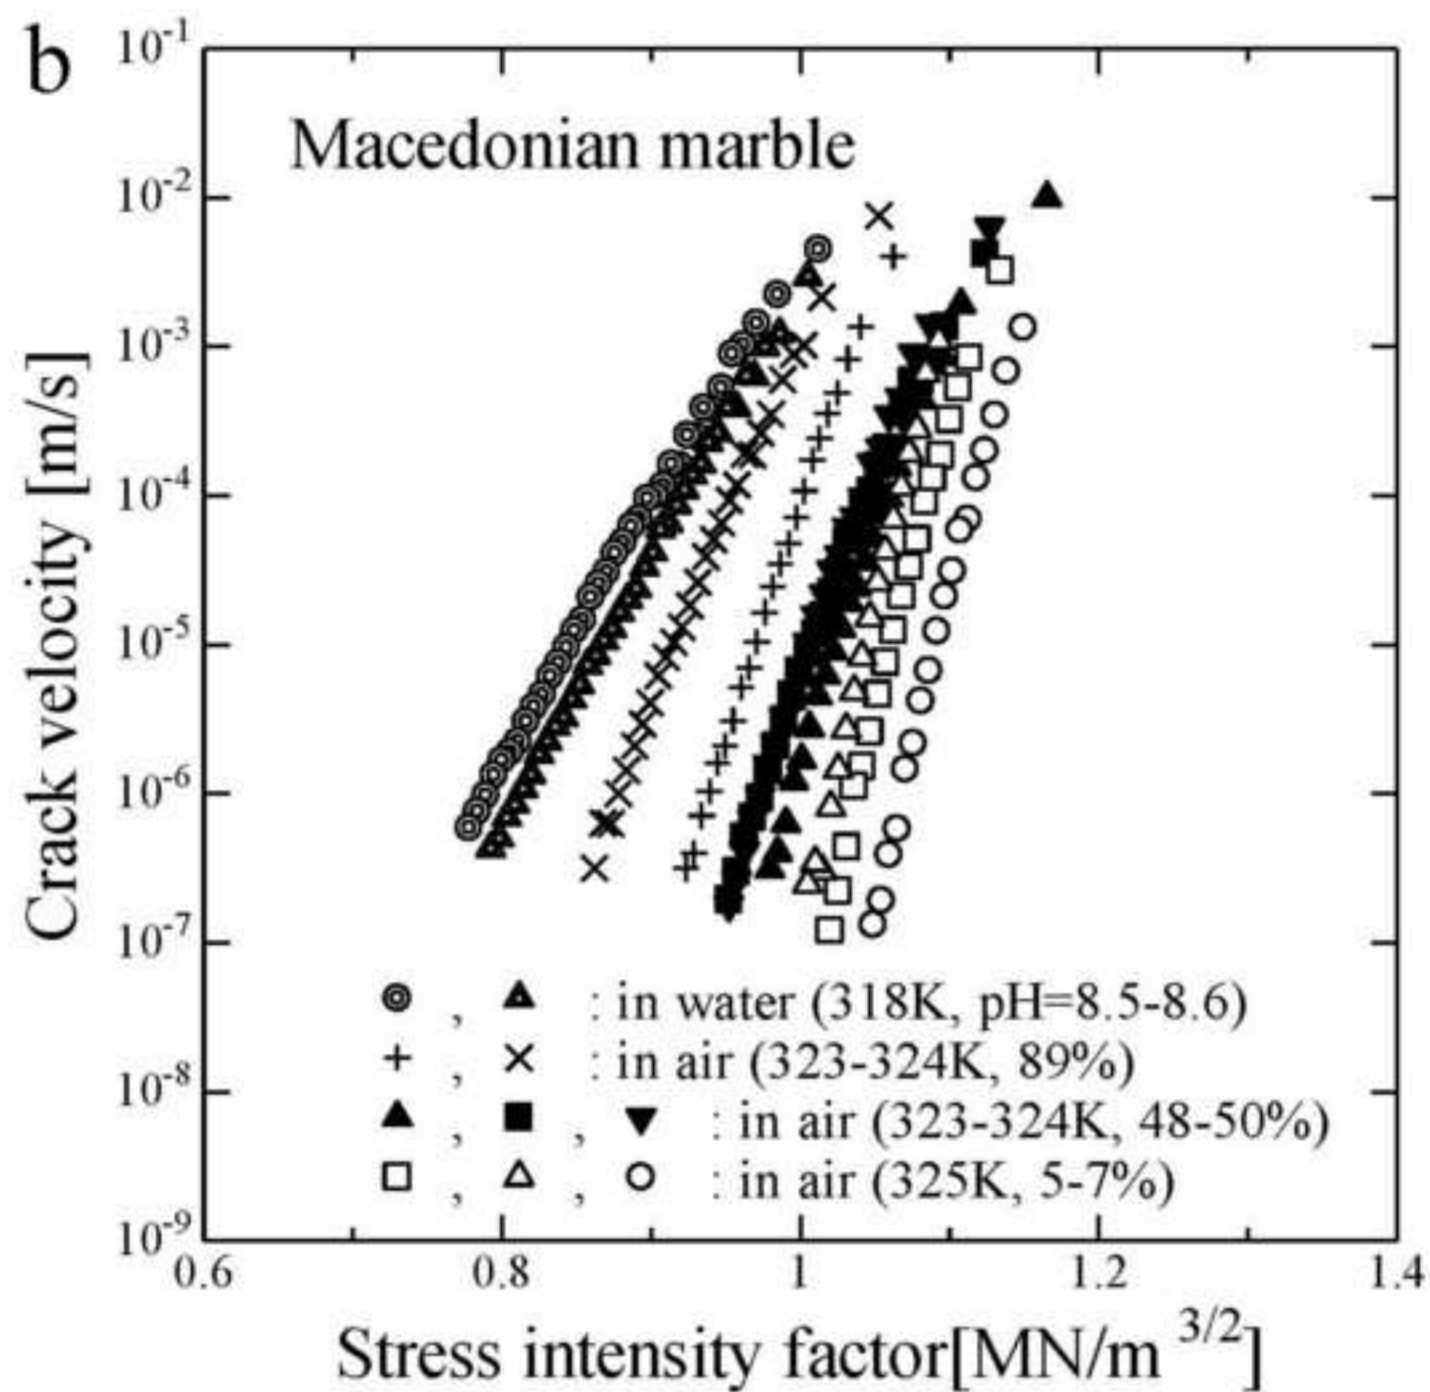 b
Macedonian marble
10-1
10-2
10-3
10-4
10-5
10-6
10-7
10-8
10-9
Crack velocity [m/s]
, : in water (318K, pH=8.5-8.6)
, : in air (323-324K, 89%)
, , : in air (323-324K, 48-50%)
, , : in air (325K, 5-7%)
0.6 0.8 1 1.2 1.4
Stress intensity factor[MN/m 3/2]